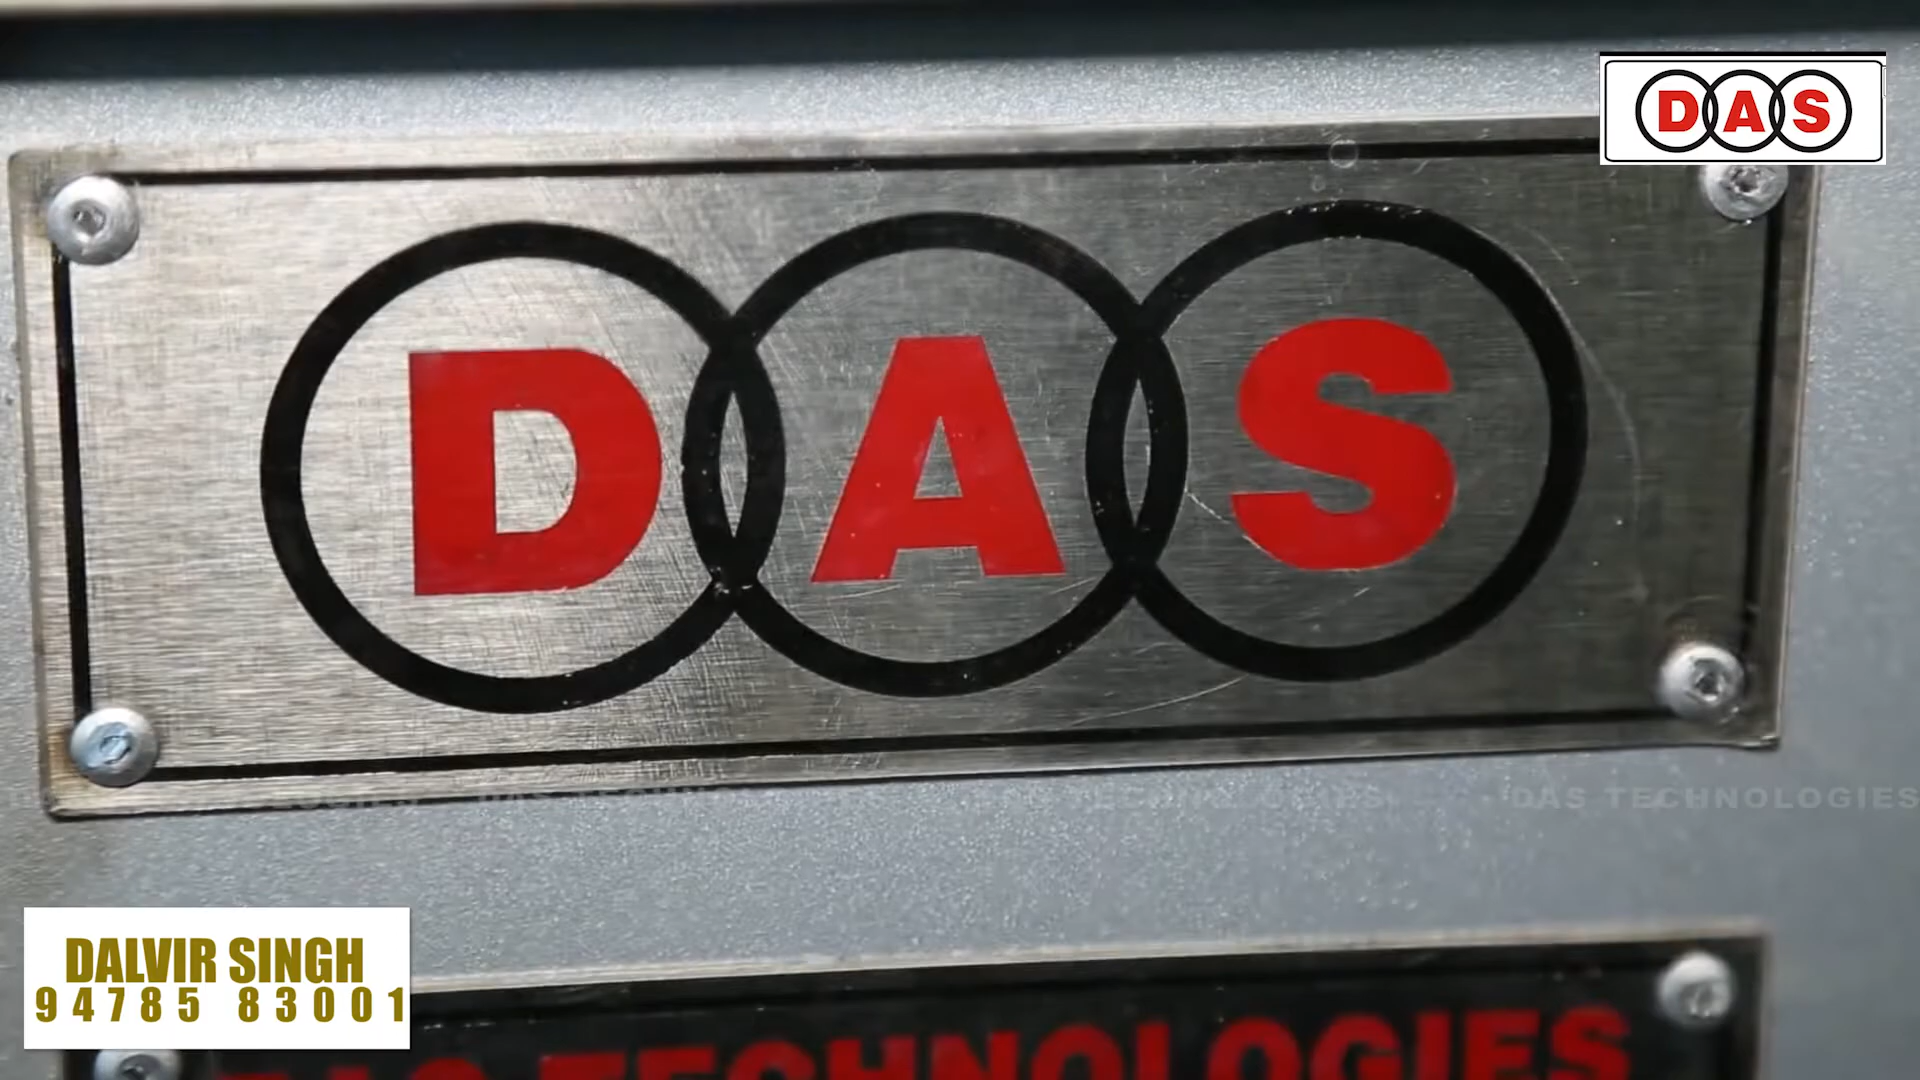 DAS
DAS
DAS TECHNOLOGIES
DALVIR SINGH
94785 83001
TECHNOLOGIES